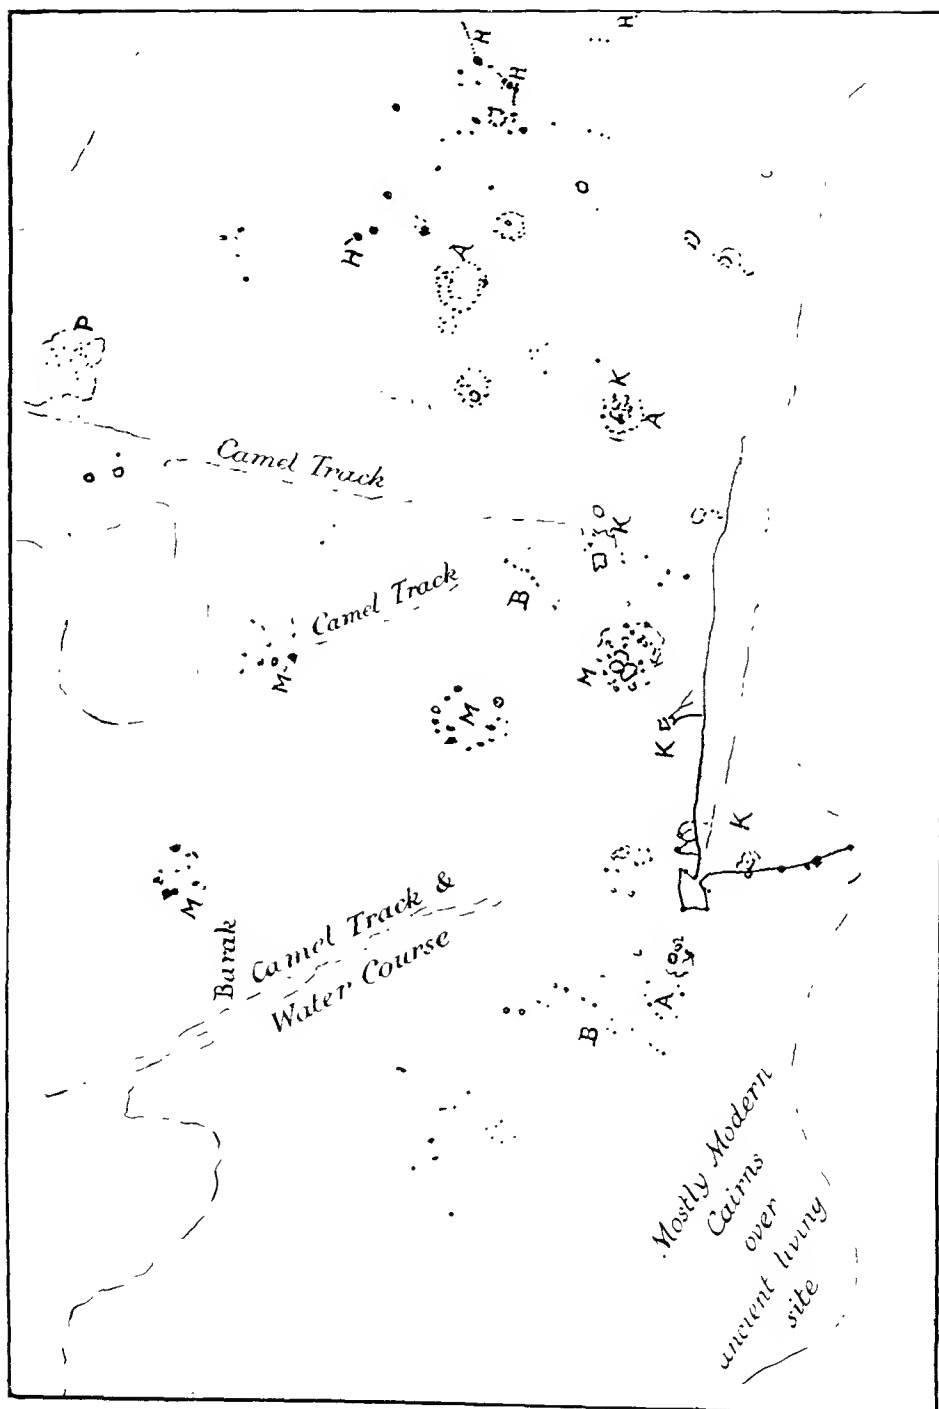 H
H
H
H
A
P
K
A
Camel Track
K
B
Camel Track
M
M
M
K
K
M
Barak
Camel Track &
Water Course
A
B
Mostly Modern
Cairns
over
ancient living
site